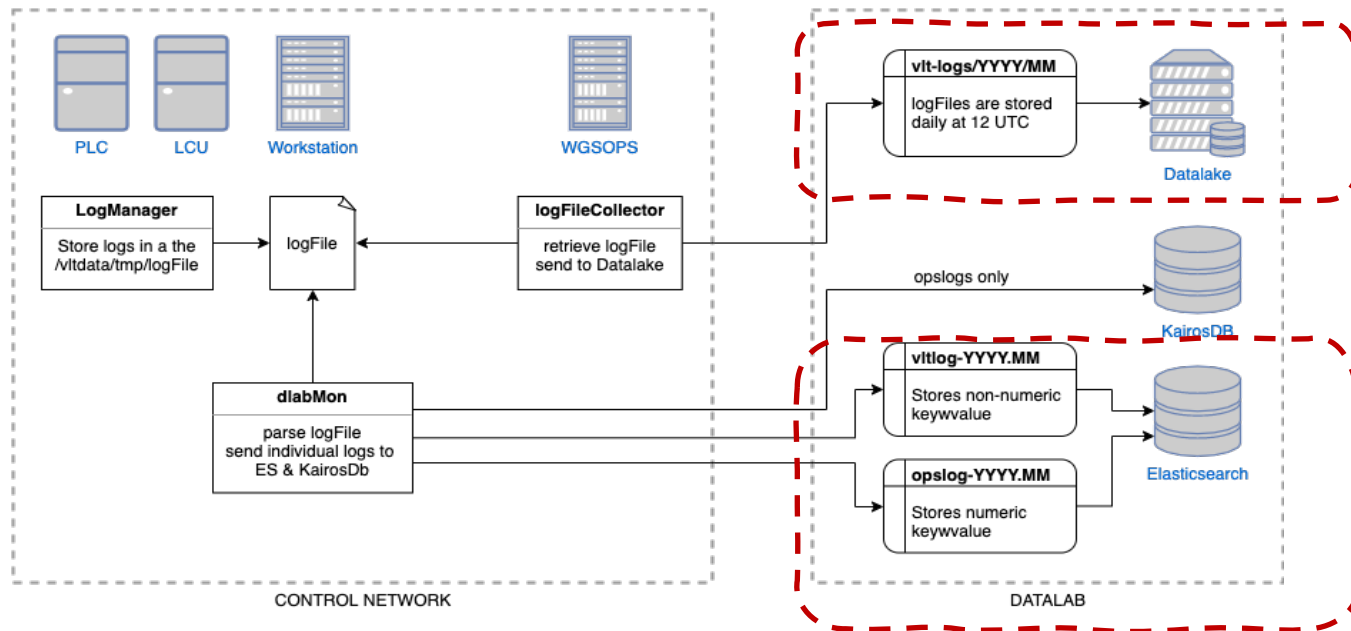 PLC
LCU
Workstation
WGSOPS
vlt-logs/YYYY/MM
logFiles are stored
daily at 12 UTC
Datalake
LogManager
Store logs in a the
/vltdata/tmp/logFile
logFile
logFileCollector
retrieve logFile
send to Datalake
opslogs only
KairosDB
dlabMon
parse logFile
send individual logs to
ES & KairosDb
vltlog-YYYY.MM
Stores non-numeric
keywvalue
opslog-YYYY.MM
Stores numeric
keywvalue
Elasticsearch
CONTROL NETWORK
DATALAB